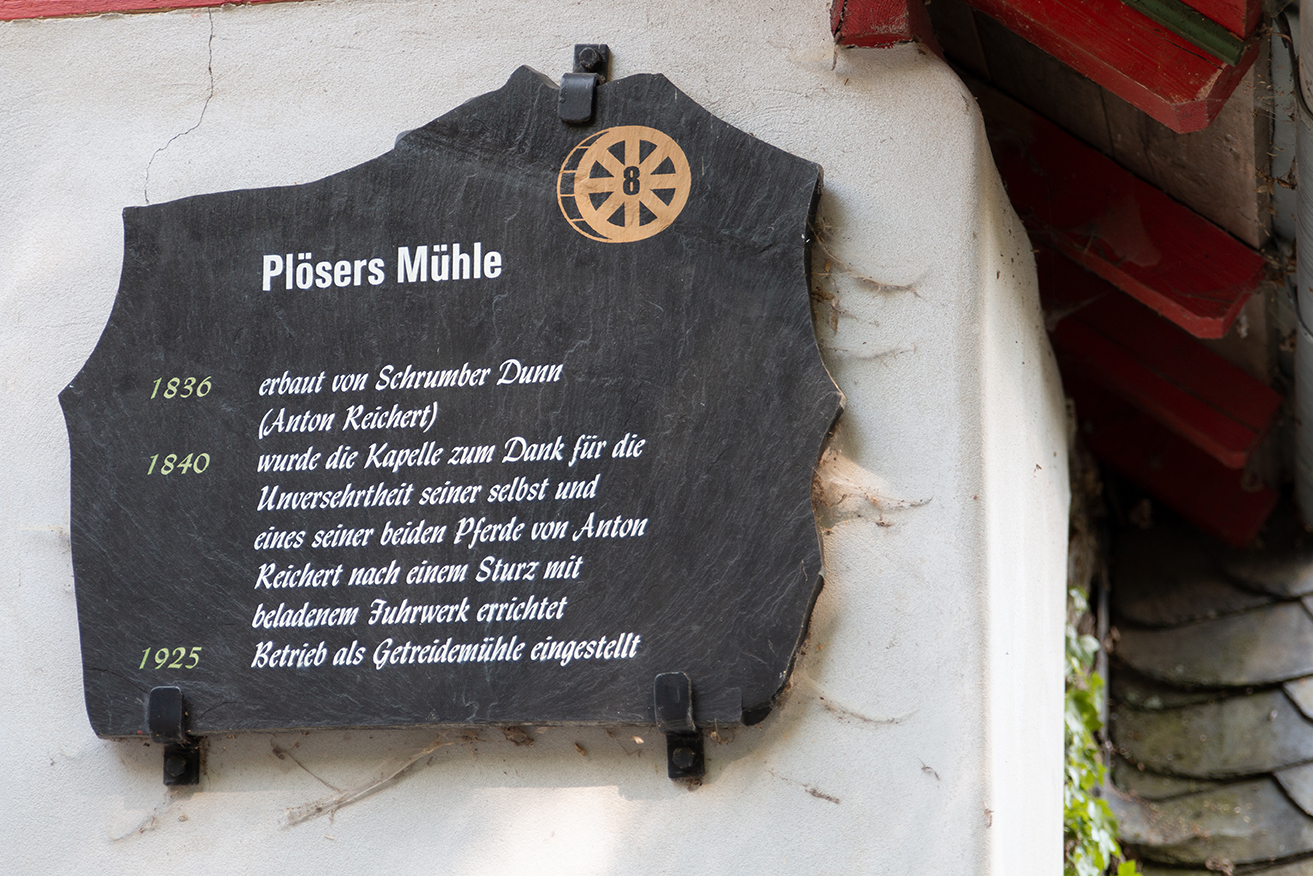 8
Plösers Mühle
1836 erbaut von Schrumber Dunn
(Anton Reichert)
1840 wurde die Kapelle zum Dank für die
Unversehrtheit seiner selbst und
eines seiner beiden Pferde von Anton
Reichert nach einem Sturz mit
beladenem Fuhrwerk errichtet
1925 Betrieb als Getreidemühle eingestellt